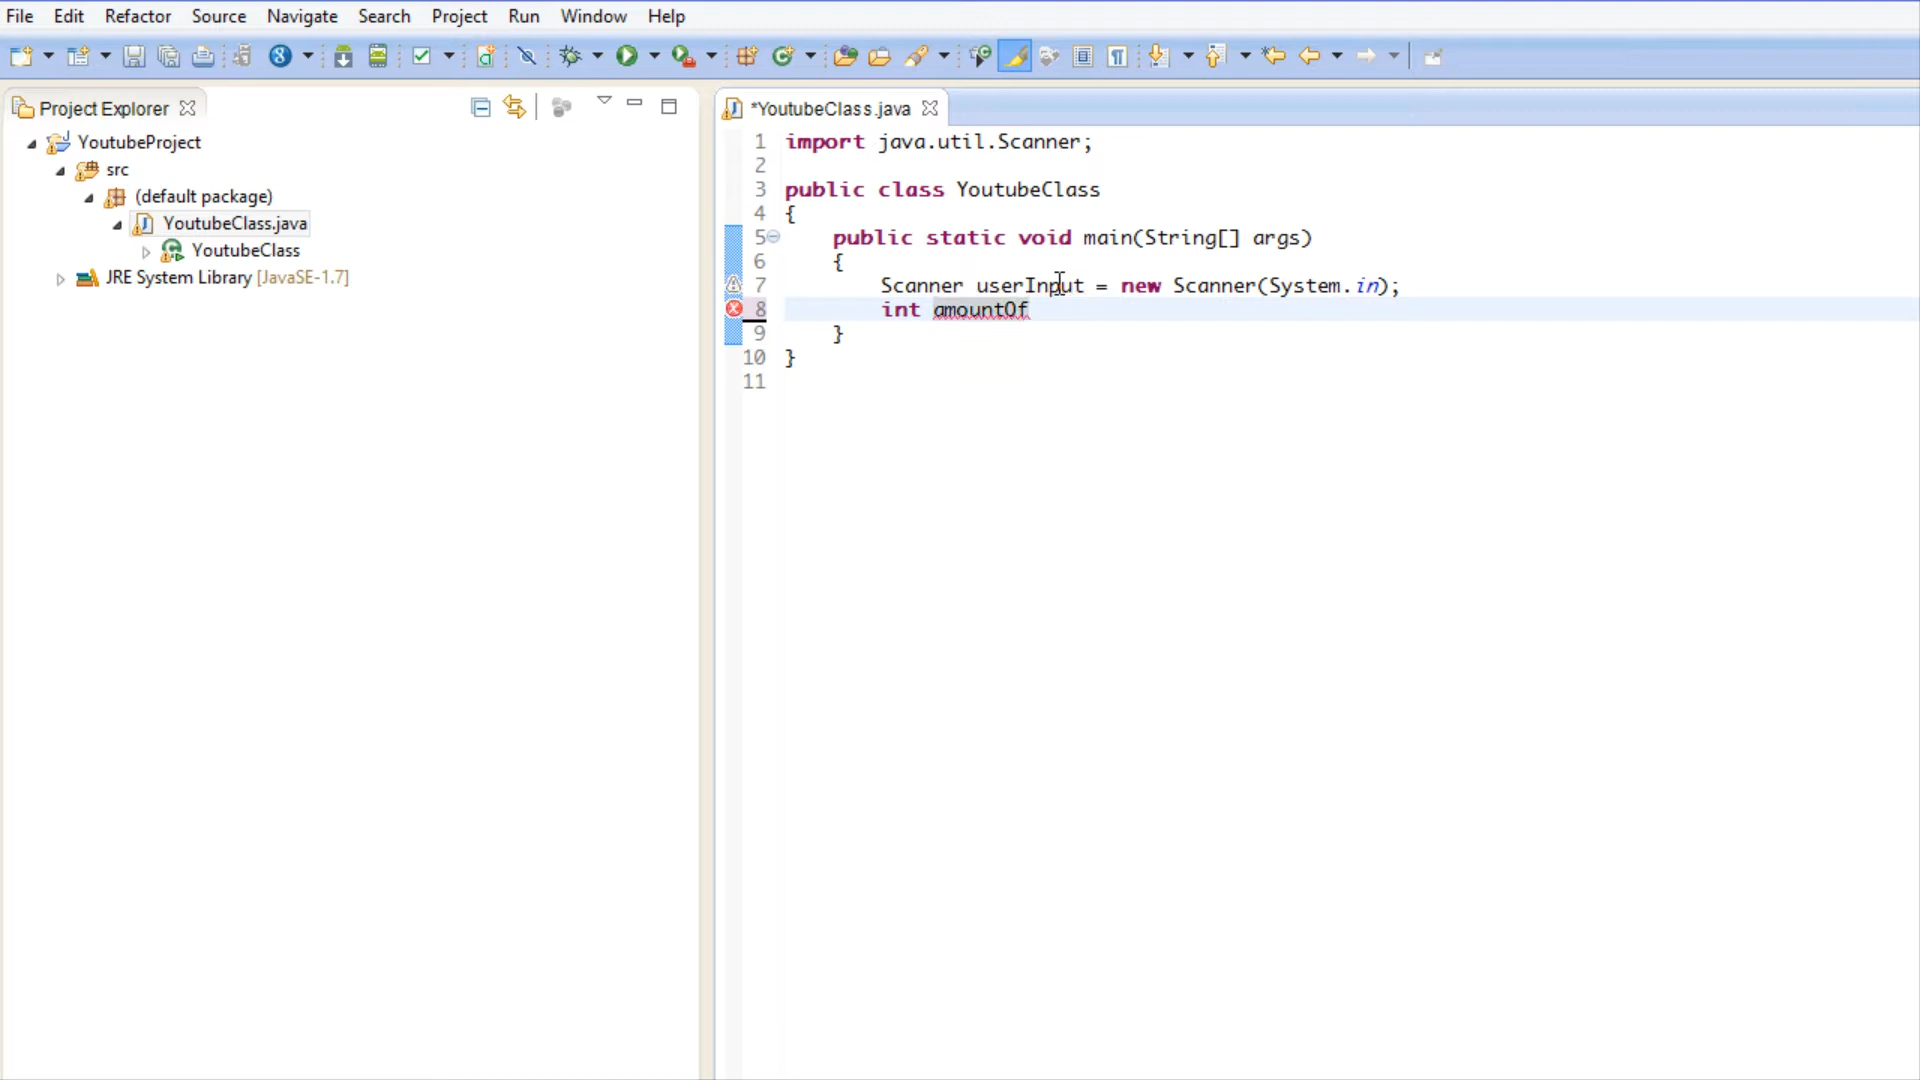 File Edit Refactor Source Navigate Search Project Run Window Help
Project Explorer
YoutubeProject
src
(default package)
YoutubeClass.java
YoutubeClass
JRE System Library [JavaSE-1.7]
*YoutubeClass.java
1 import java.util.Scanner;
2
3 public class YoutubeClass
4 {
5 public static void main(String[] args)
6 {
7 Scanner userInput = new Scanner(System.in);
8 int amountOf
9 }
10 }
11